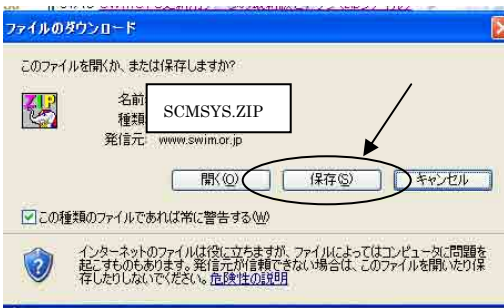 ファイルのダウンロード
このファイルを開くか、または保存しますか?
ZIP
名前:
SCMSYS.ZIP
種類
発信元: www.swim.or.jp
開く(O)
保存(S)
キャンセル
この種類のファイルであれば常に警告する(W)
インターネットのファイルは役に立ちますが、ファイルによってはコンピュータに問題を
起こすものもあります。発信元が信頼できない場合は、このファイルを開いたり保
存したりしないでください。危険性の説明